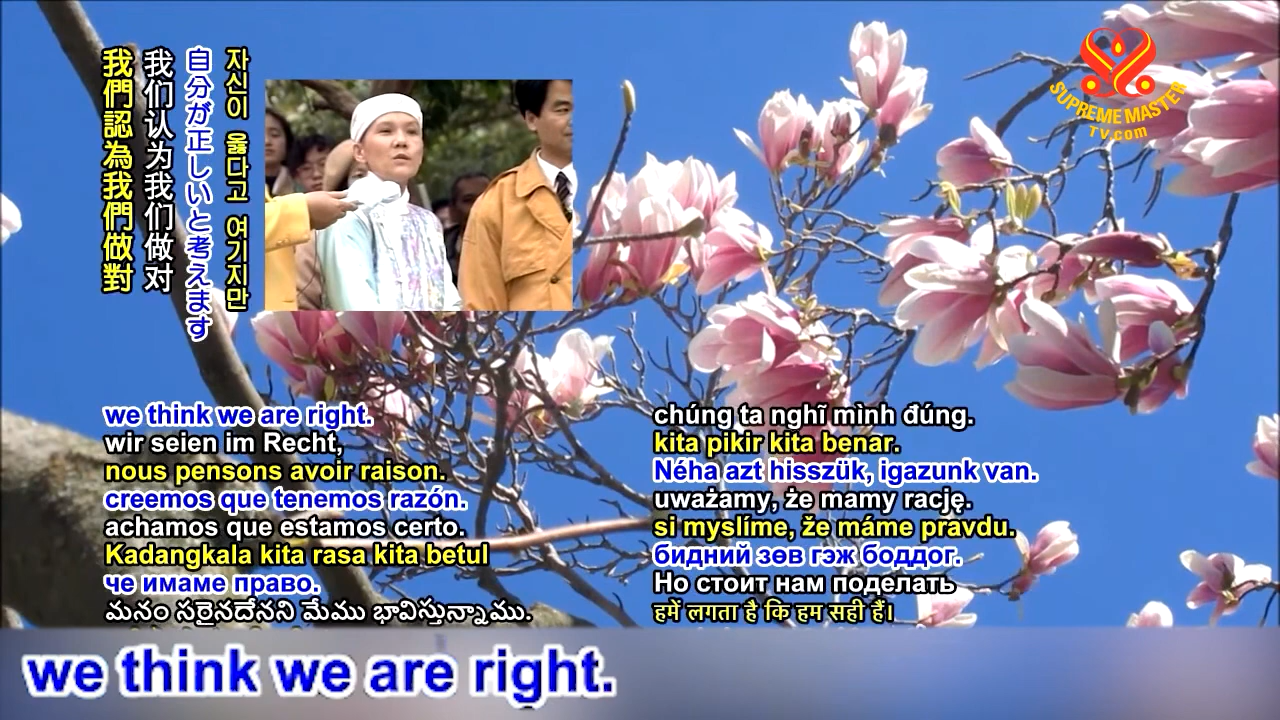 我們認為我們做對
我们认为我们做对
自分が正しいと考えます
자신이 옳다고 여기지만
SUPREME MASTER
TV.com
we think we are right.
wir seien im Recht,
nous pensons avoir raison.
creemos que tenemos razón.
achamos que estamos certo.
Kadangkala kita rasa kita betul
че имаме право.
మనం సరైనదేనని మేము భావిస్తున్నాము.
chúng ta nghĩ mình đúng.
kita pikir kita benar.
Néha azt hisszük, igazunk van.
uważamy, że mamy rację.
si myslíme, že máme pravdu.
бидний зөв гэж боддог.
Но стоит нам поделать
हमें लगता है कि हम सही हैं।
we think we are right.